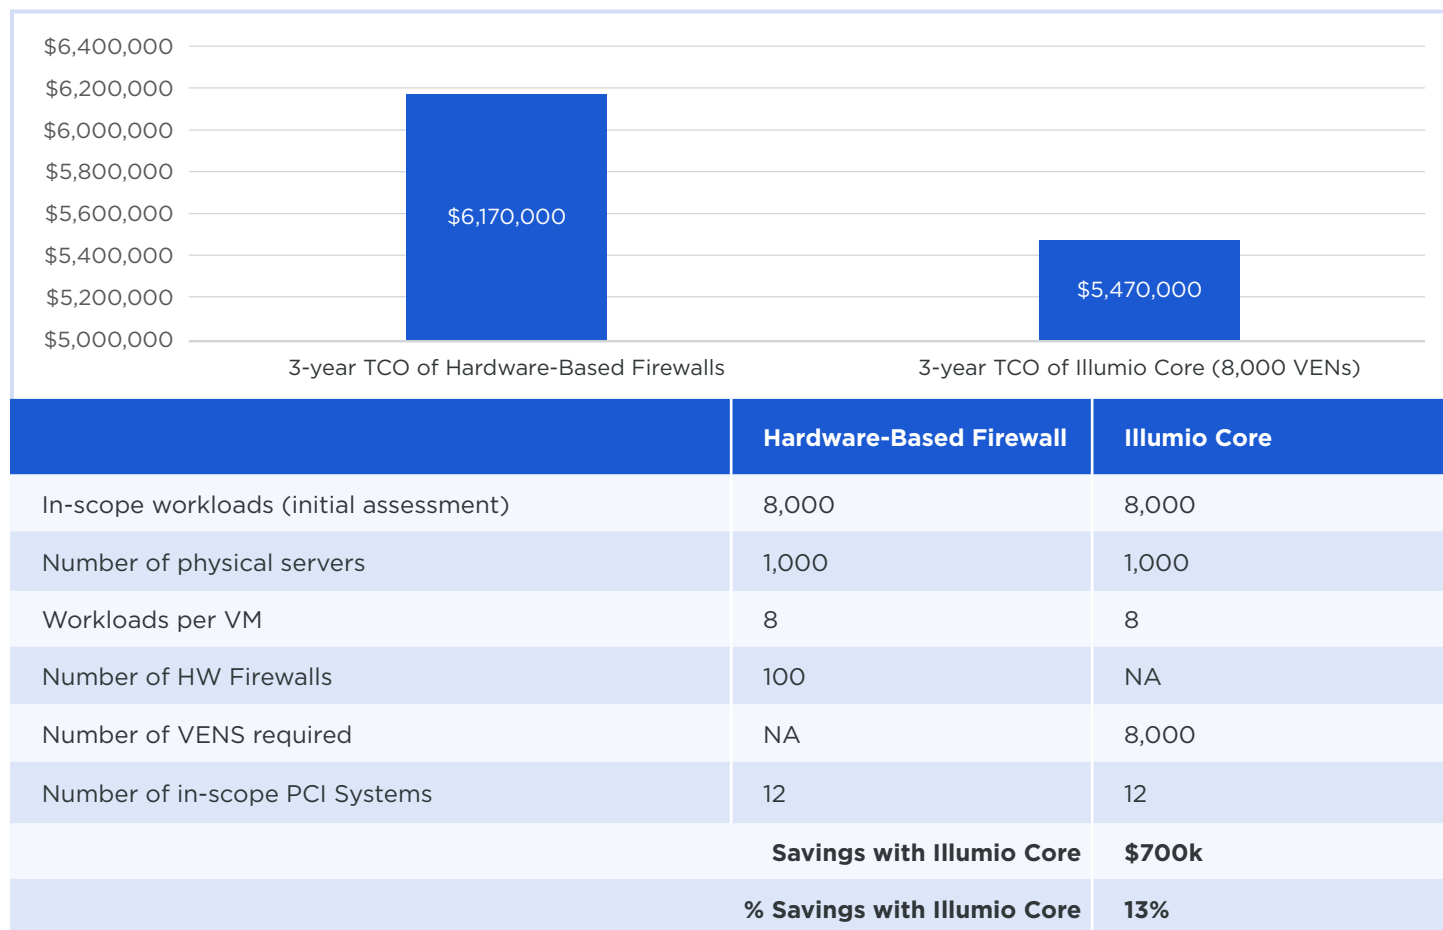 $6,400,000
$6,200,000
$6,000,000
$5,800,000
$5,600,000
$5,400,000
$5,200,000
$5,000,000
$6,170,000
$5,470,000
3-year TCO of Hardware-Based Firewalls
3-year TCO of Illumio Core (8,000 VENs)
Hardware-Based Firewall Illumio Core
In-scope workloads (initial assessment) 8,000 8,000
Number of physical servers 1,000 1,000
Workloads per VM 8 8
Number of HW Firewalls 100 NA
Number of VENS required NA 8,000
Number of in-scope PCI Systems 12 12
Savings with Illumio Core $700k
% Savings with Illumio Core 13%